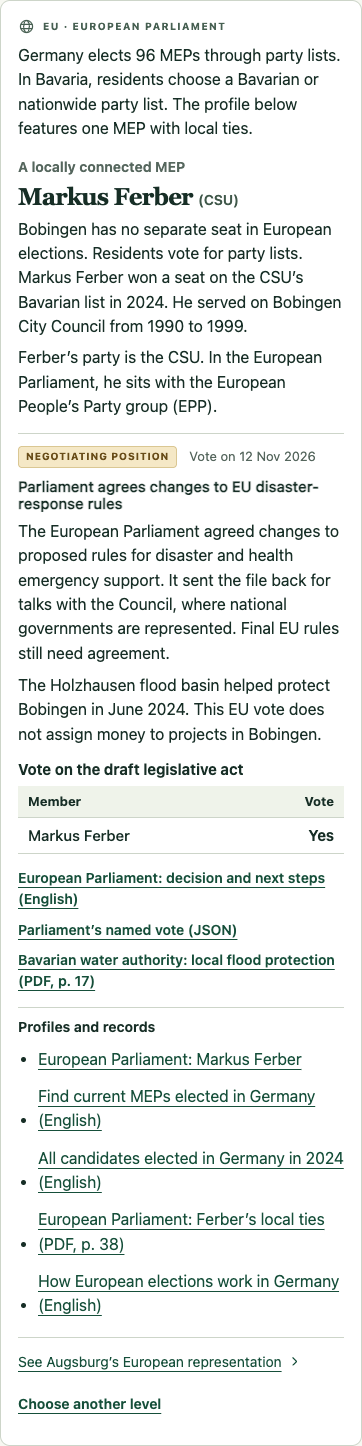 EU · EUROPEAN PARLIAMENT
Germany elects 96 MEPs through party lists.
In Bavaria, residents choose a Bavarian or
nationwide party list. The profile below
features one MEP with local ties.
A locally connected MEP
Markus Ferber (CSU)
Bobingen has no separate seat in European
elections. Residents vote for party lists.
Markus Ferber won a seat on the CSU’s
Bavarian list in 2024. He served on Bobingen
City Council from 1990 to 1999.
Ferber’s party is the CSU. In the European
Parliament, he sits with the European
People’s Party group (EPP).
NEGOTIATING POSITION Vote on 12 Nov 2026
Parliament agrees changes to EU disaster-
response rules
The European Parliament agreed changes to
proposed rules for disaster and health
emergency support. It sent the file back for
talks with the Council, where national
governments are represented. Final EU rules
still need agreement.
The Holzhausen flood basin helped protect
Bobingen in June 2024. This EU vote does
not assign money to projects in Bobingen.
Vote on the draft legislative act
Member Vote
Markus Ferber Yes
European Parliament: decision and next steps
(English)
Parliament’s named vote (JSON)
Bavarian water authority: local flood protection
(PDF, p. 17)
Profiles and records
• European Parliament: Markus Ferber
Find current MEPs elected in Germany
• (English)
All candidates elected in Germany in 2024
• (English)
European Parliament: Ferber’s local ties
• (PDF, p. 38)
How European elections work in Germany
• (English)
See Augsburg’s European representation
Choose another level